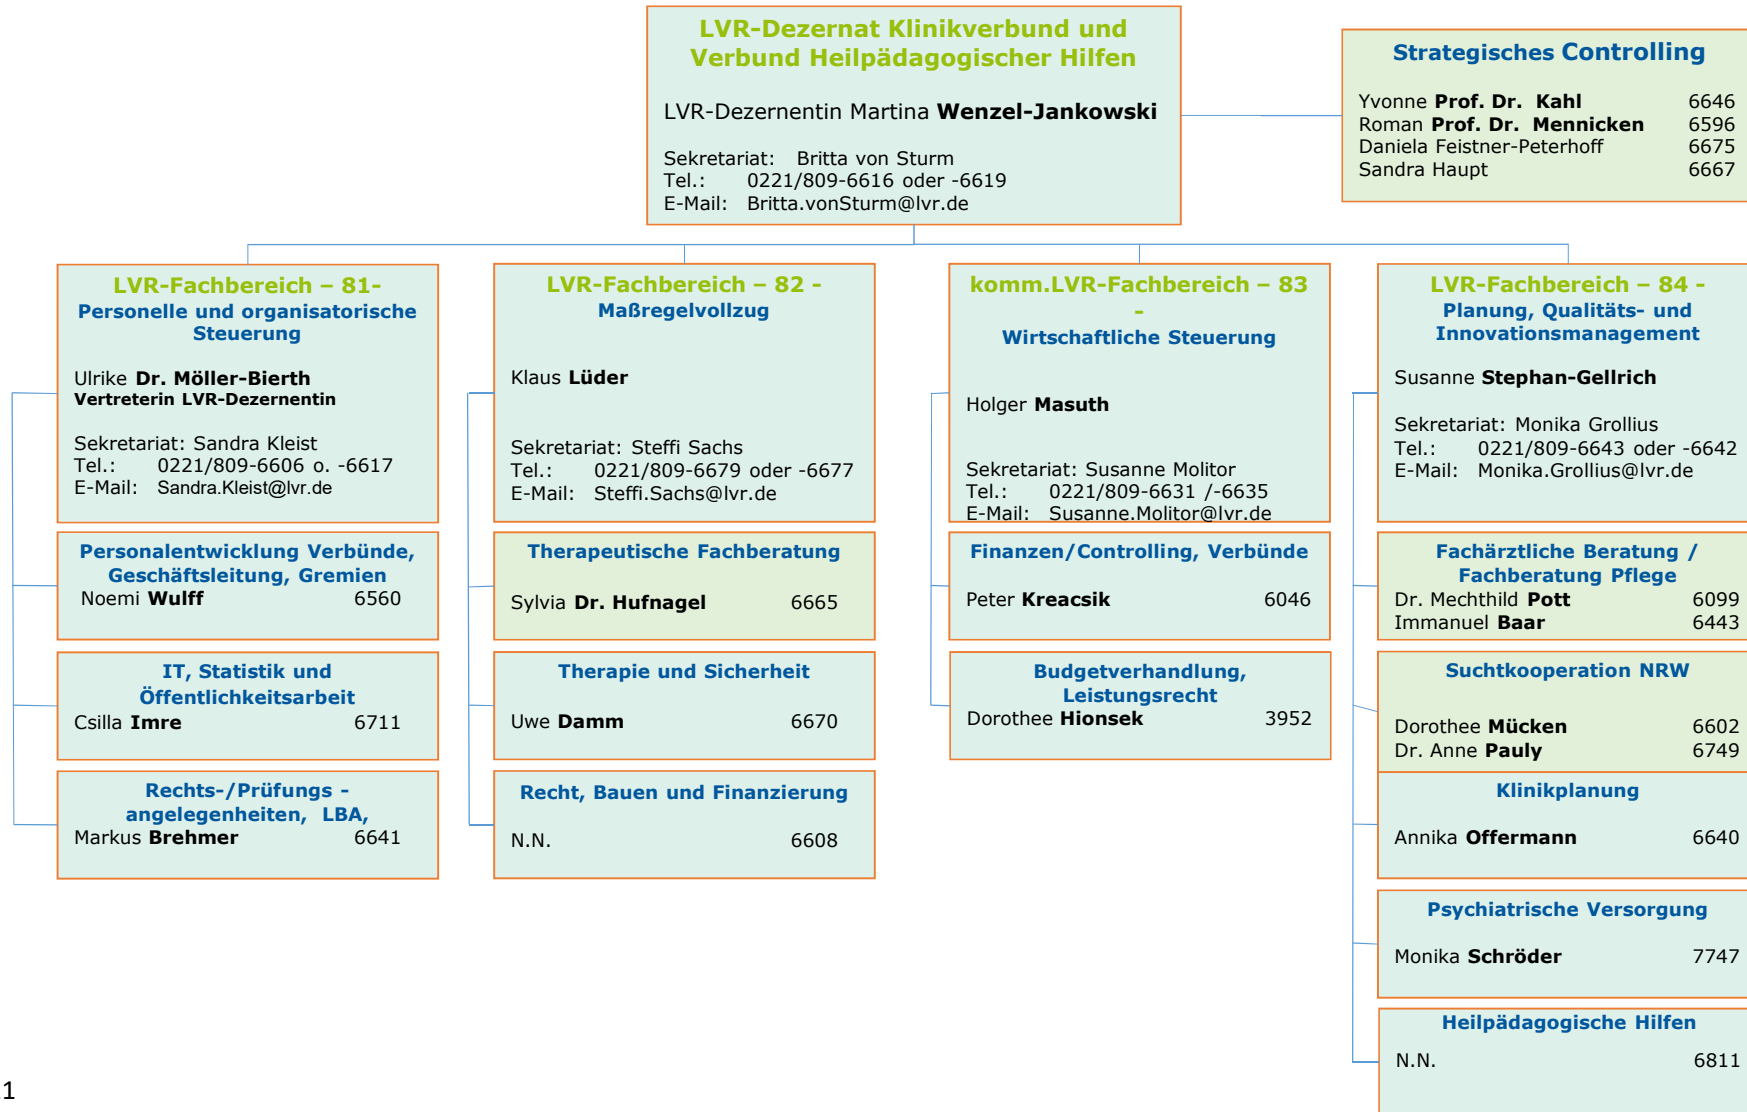 LVR-Dezernat Klinikverbund und
Verbund Heilpädagogischer Hilfen
LVR-Dezernentin Martina Wenzel-Jankowski
Sekretariat: Britta von Sturm
Tel.: 0221/809-6616 oder -6619
E-Mail: Britta.vonSturm@lvr.de
Strategisches Controlling
Yvonne Prof. Dr. Kahl 6646
Roman Prof. Dr. Mennicken 6596
Daniela Feistner-Peterhoff 6675
Sandra Haupt 6667
LVR-Fachbereich – 81-
Personelle und organisatorische
Steuerung
Ulrike Dr. Möller-Bierth
Vertreterin LVR-Dezernentin
Sekretariat: Sandra Kleist
Tel.: 0221/809-6606 o. -6617
E-Mail: Sandra.Kleist@lvr.de
Personalentwicklung Verbünde,
Geschäftsleitung, Gremien
Noemi Wulff 6560
IT, Statistik und
Öffentlichkeitsarbeit
Csilla Imre 6711
Rechts-/Prüfungs -
angelegenheiten, LBA,
Markus Brehmer 6641
LVR-Fachbereich – 82 -
Maßregelvollzug
Klaus Lüder
Sekretariat: Steffi Sachs
Tel.: 0221/809-6679 oder -6677
E-Mail: Steffi.Sachs@lvr.de
Therapeutische Fachberatung
Sylvia Dr. Hufnagel 6665
Therapie und Sicherheit
Uwe Damm 6670
Recht, Bauen und Finanzierung
N.N. 6608
komm.LVR-Fachbereich – 83
-
Wirtschaftliche Steuerung
Holger Masuth
Sekretariat: Susanne Molitor
Tel.: 0221/809-6631 /-6635
E-Mail: Susanne.Molitor@lvr.de
Finanzen/Controlling, Verbünde
Peter Kreacsik 6046
Budgetverhandlung,
Leistungsrecht
Dorothee Hionsek 3952
LVR-Fachbereich – 84 -
Planung, Qualitäts- und
Innovationsmanagement
Susanne Stephan-Gellrich
Sekretariat: Monika Grollius
Tel.: 0221/809-6643 oder -6642
E-Mail: Monika.Grollius@lvr.de
Fachärztliche Beratung /
Fachberatung Pflege
Dr. Mechthild Pott 6099
Immanuel Baar 6443
Suchtkooperation NRW
Dorothee Mücken 6602
Dr. Anne Pauly 6749
Klinikplanung
Annika Offermann 6640
Psychiatrische Versorgung
Monika Schröder 7747
Heilpädagogische Hilfen
N.N. 6811
1